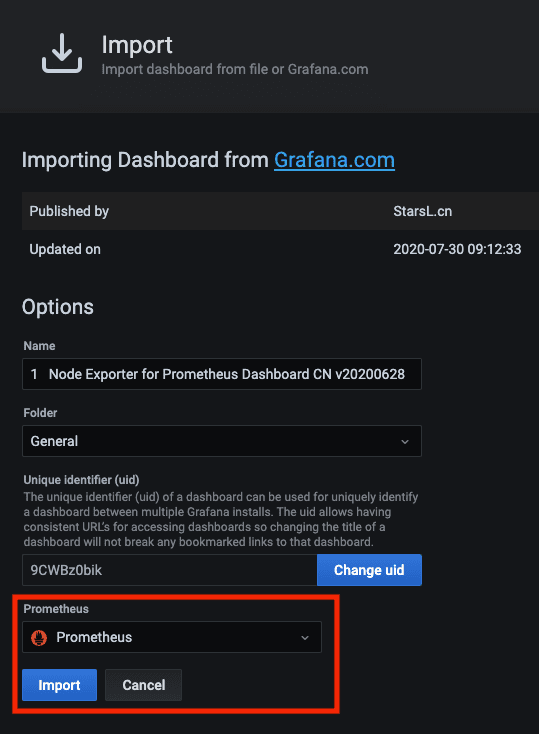 Import
Import dashboard from file or Grafana.com
Importing Dashboard from Grafana.com
Published by StarsL.cn
Updated on 2020-07-30 09:12:33
Options
Name
1 Node Exporter for Prometheus Dashboard CN v20200628
Folder
General
Unique identifier (uid)
The unique identifier (uid) of a dashboard can be used for uniquely identify
a dashboard between multiple Grafana installs. The uid allows having
consistent URL's for accessing dashboards so changing the title of a
dashboard will not break any bookmarked links to that dashboard.
9CWBz0bik Change uid
Prometheus
Prometheus
Import Cancel